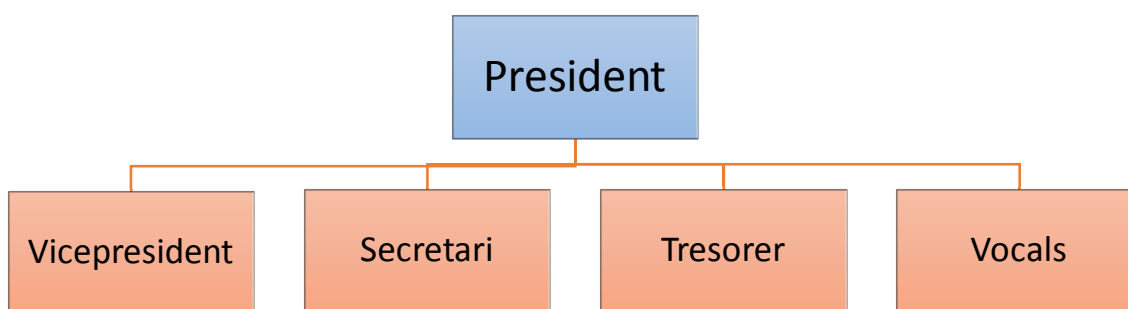 President
Vicepresident
Secretari
Tresorer
Vocals